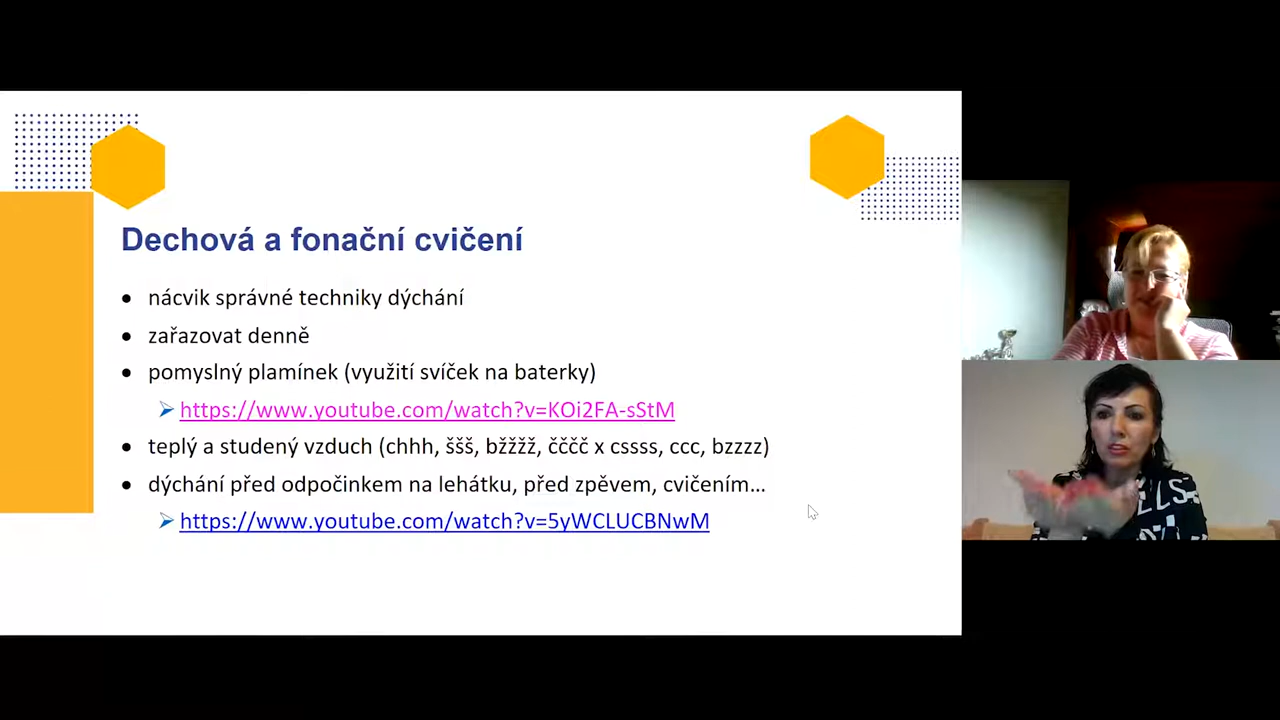 Dechová a fonační cvičení
• nácvik správné techniky dýchání
• zařazovat denně
• pomyslný plamínek (využití svíček na baterky)
➢ https://www.youtube.com/watch?v=KOi2FA-sStM
• teplý a studený vzduch (chhh, ššš, bžžžž, čččč x cssss, ccc, bzzzz)
• dýchání před odpočinkem na lehátku, před zpěvem, cvičením…
➢ https://www.youtube.com/watch?v=5yWCLUCBNwM